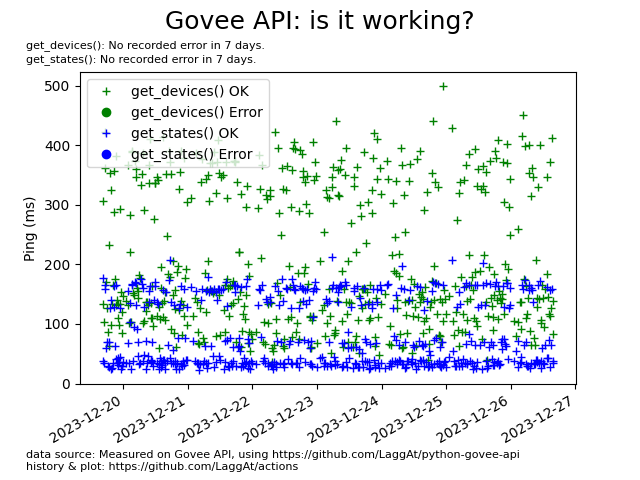 Govee API: is it working?
get_devices(): No recorded error in 7 days.
get_states(): No recorded error in 7 days.
get_devices() OK
get_devices() Error
get_states() OK
get_states() Error
500
400
300
200
100
0
Ping (ms)
2023-12-20
2023-12-21
2023-12-22
2023-12-23
2023-12-24
2023-12-25
2023-12-26
2023-12-27
data source: Measured on Govee API, using https://github.com/LaggAt/python-govee-api
history & plot: https://github.com/LaggAt/actions